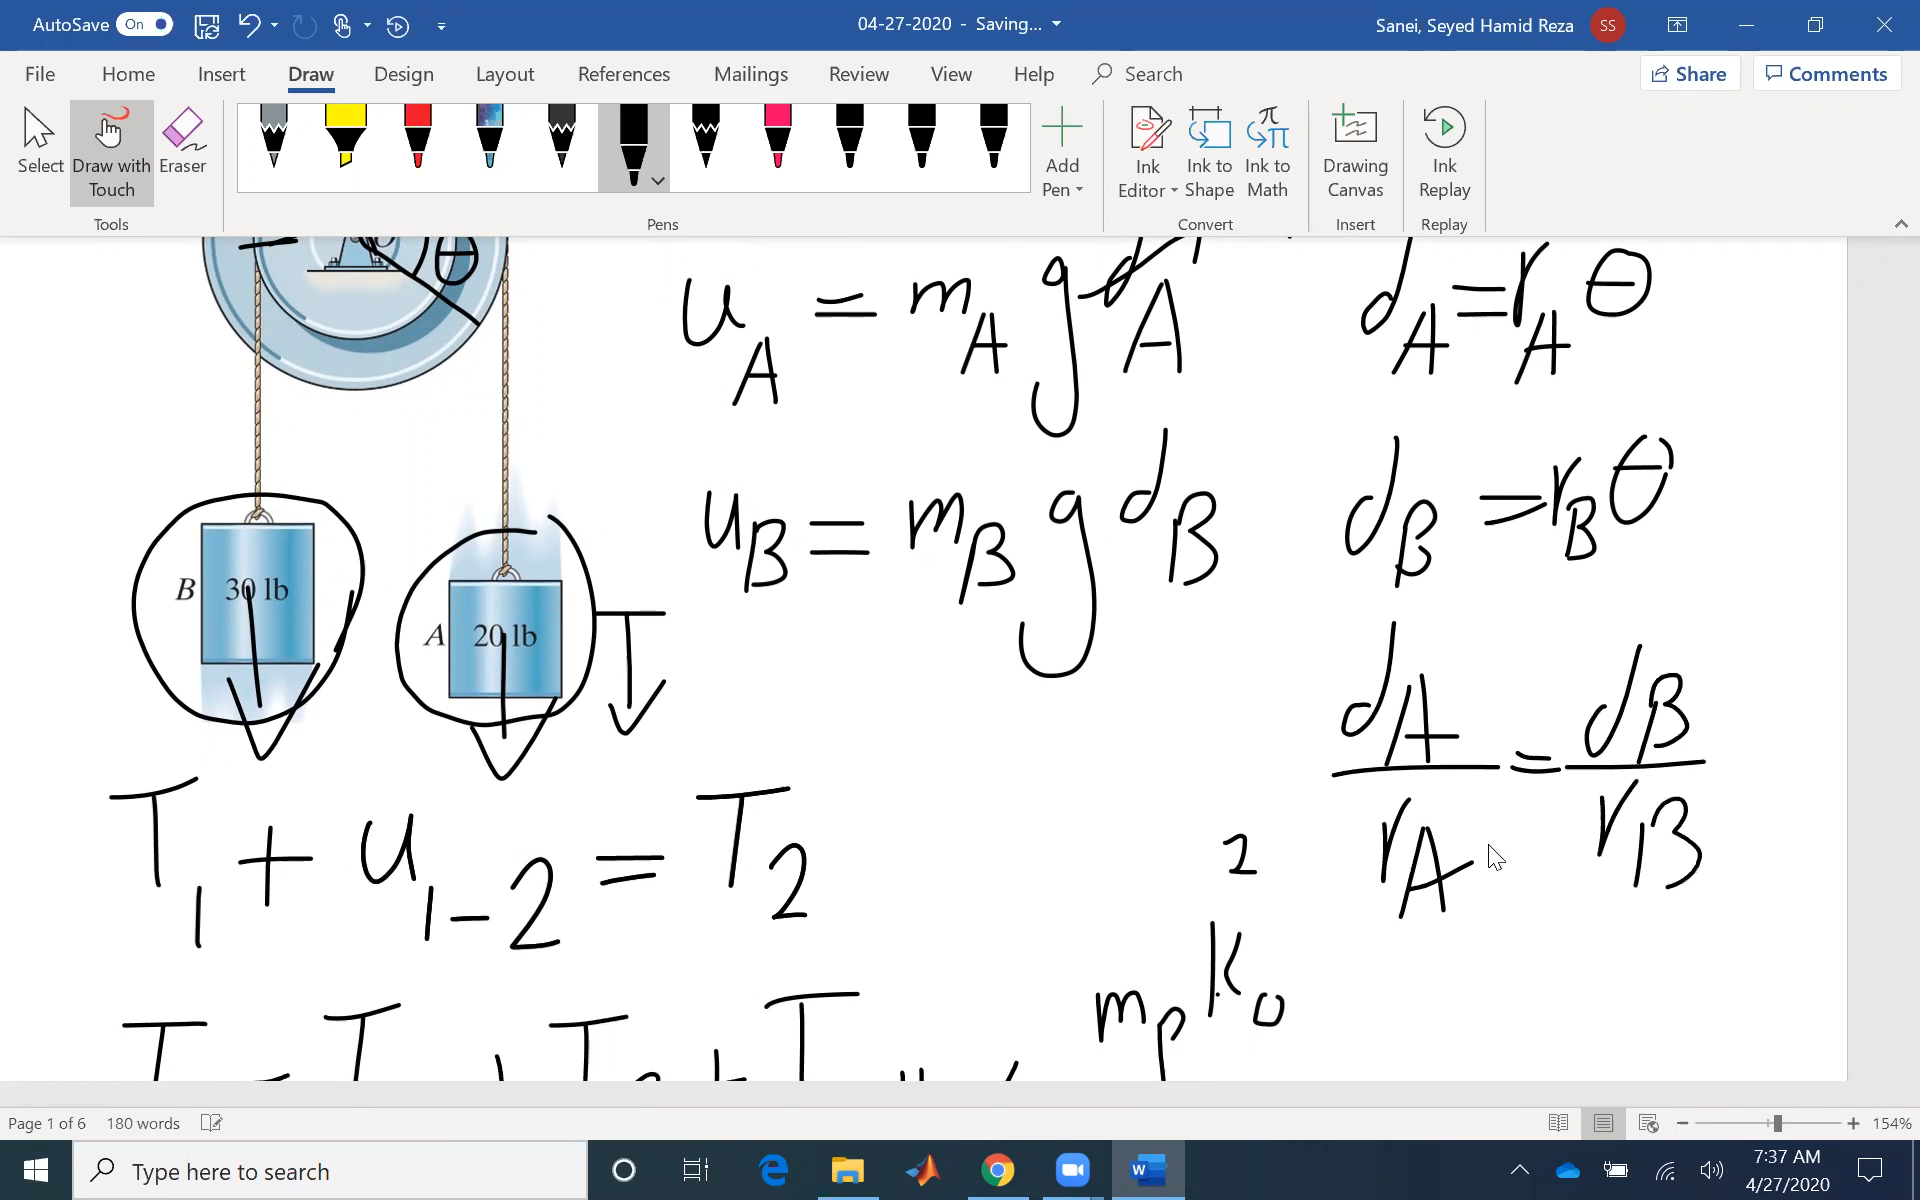 AutoSave On 04-27-2020 - Saving... Sanei, Seyed Hamid Reza SS
File Home Insert Draw Design Layout References Mailings Review View Help Search Share Comments
Select Draw with Touch Eraser Add Pen Ink Editor Ink to Shape Ink to Math Drawing Canvas Ink Replay
Tools Pens Convert Insert Replay
θ
u_A = m_A g d_A
d_A = r_A θ
u_B = m_B g d_B
d_B = r_B θ
B 30 lb
A 20 lb
d_A / r_A = d_B / r_B
T_1 + u_1-2 = T_2
m_p k_o^2
Page 1 of 6 180 words 154%
Type here to search 7:37 AM
4/27/2020